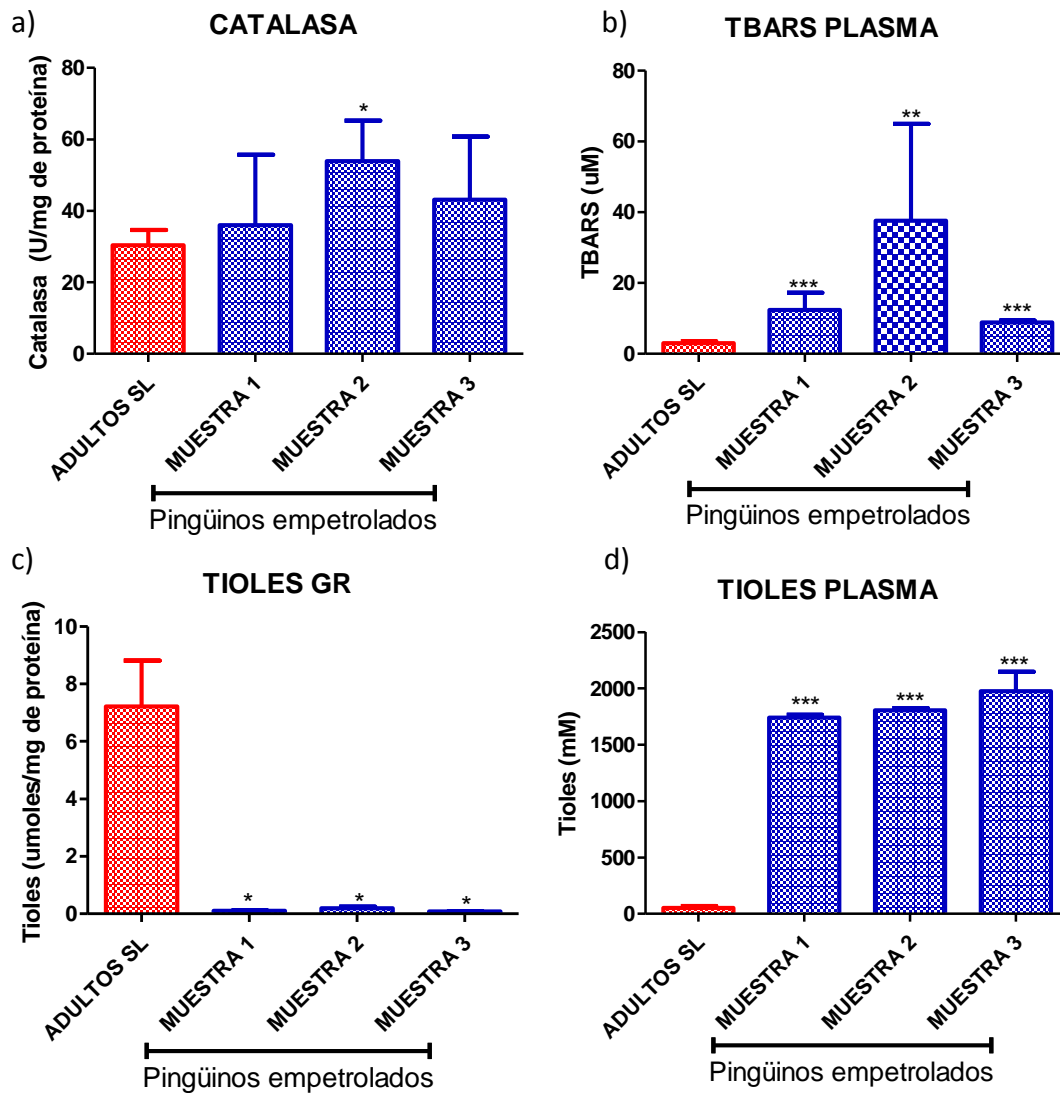 a)
CATALASA
Catalasa (U/mg de proteína)
80
60
40
20
0
*
ADULTOS SL
MUESTRA 1
MUESTRA 2
MUESTRA 3
Pingüinos empetrolados
b)
TBARS PLASMA
TBARS (uM)
80
60
40
20
0
***
**
***
ADULTOS SL
MUESTRA 1
MJUESTRA 2
MUESTRA 3
Pingüinos empetrolados
c)
TIOLES GR
Tioles (umoles/mg de proteína)
10
8
6
4
2
0
*
*
*
ADULTOS SL
MUESTRA 1
MUESTRA 2
MUESTRA 3
Pingüinos empetrolados
d)
TIOLES PLASMA
Tioles (mM)
2500
2000
1500
1000
500
0
***
***
***
ADULTOS SL
MUESTRA 1
MUESTRA 2
MUESTRA 3
Pingüinos empetrolados